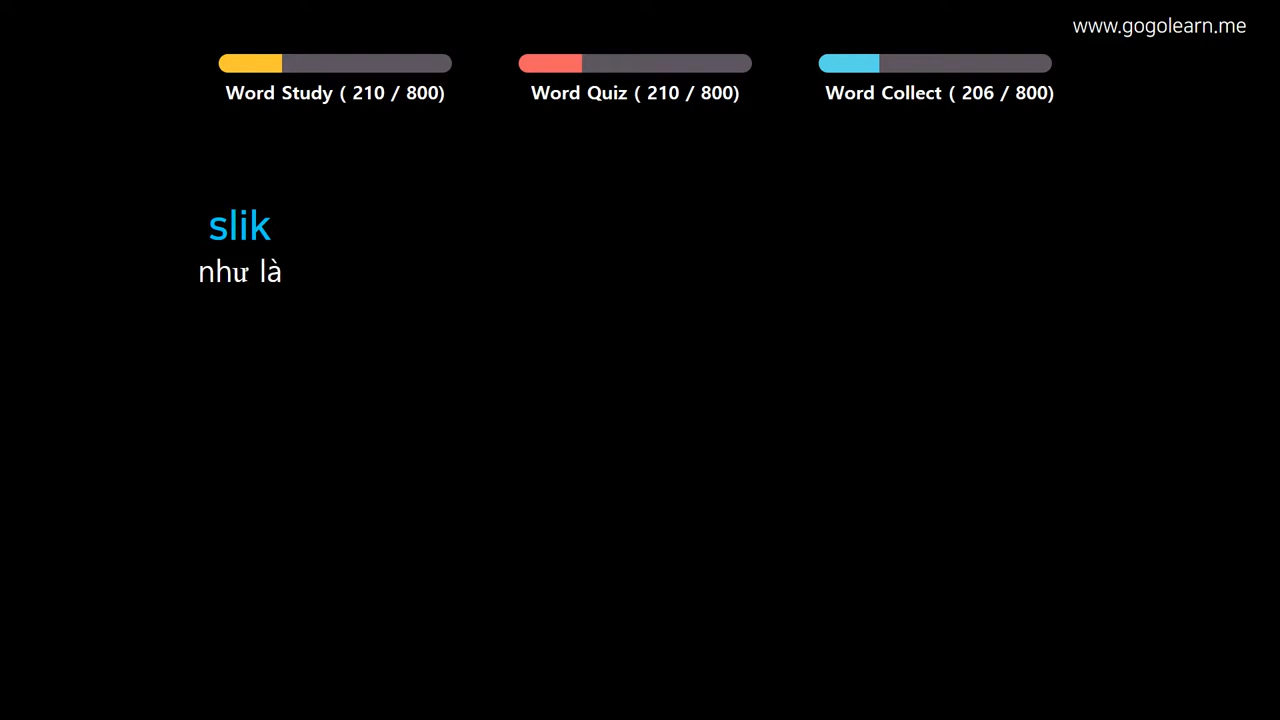 www.gogolearn.me
Word Study ( 210 / 800)
Word Quiz ( 210 / 800)
Word Collect ( 206 / 800)
slik
như là